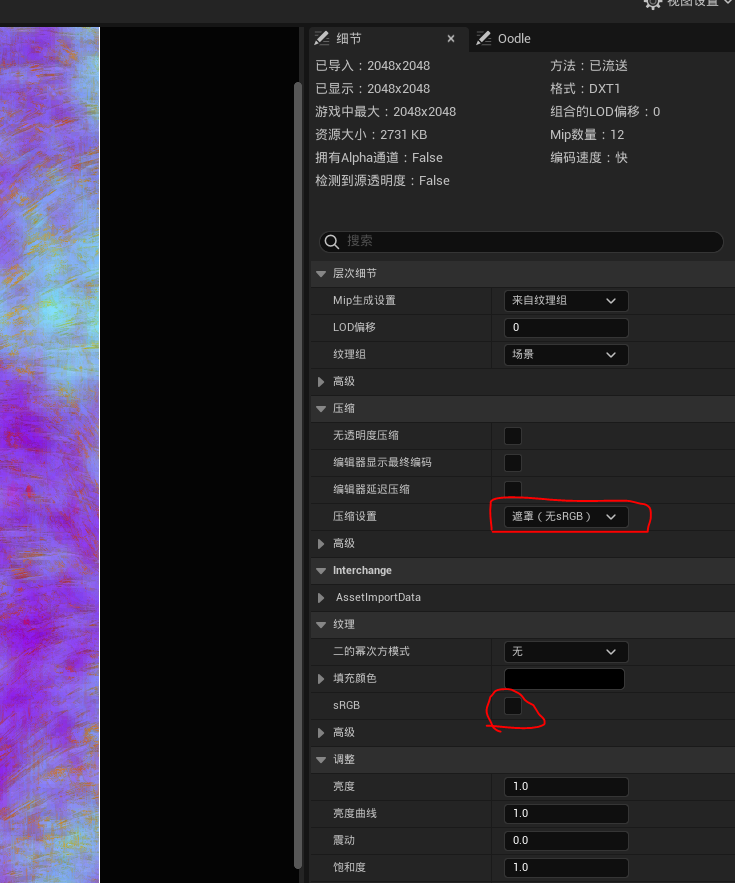 视图设置
细节 × Oodle
已导入：2048x2048 方法：已流送
已显示：2048x2048 格式：DXT1
游戏中最大：2048x2048 组合的LOD偏移：0
资源大小：2731 KB Mip数量：12
拥有Alpha通道：False 编码速度：快
检测到源透明度：False
搜索
层次细节
Mip生成设置 来自纹理组
LOD偏移 0
纹理组 场景
高级
压缩
无透明度压缩
编辑器显示最终编码
编辑器延迟压缩
压缩设置 遮罩（无sRGB）
高级
Interchange
AssetImportData
纹理
二的幂次方模式 无
填充颜色
sRGB
高级
调整
亮度 1.0
亮度曲线 1.0
震动 0.0
饱和度 1.0